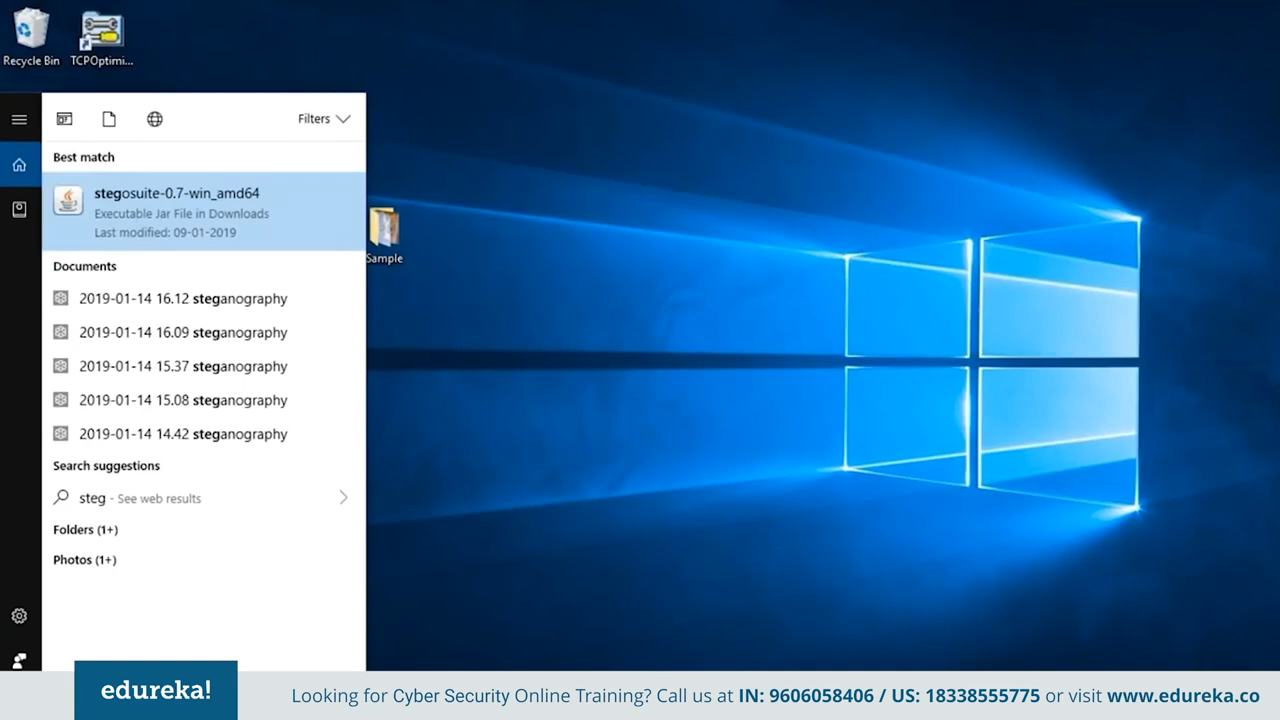 Recycle Bin
TCPOptimi...
Filters
Best match
stegosuite-0.7-win_amd64
Executable Jar File in Downloads
Last modified: 09-01-2019
Sample
Documents
2019-01-14 16.12 steganography
2019-01-14 16.09 steganography
2019-01-14 15.37 steganography
2019-01-14 15.08 steganography
2019-01-14 14.42 steganography
Search suggestions
steg - See web results
Folders (1+)
Photos (1+)
edureka!
Looking for Cyber Security Online Training? Call us at IN: 9606058406 / US: 18338555775 or visit www.edureka.co